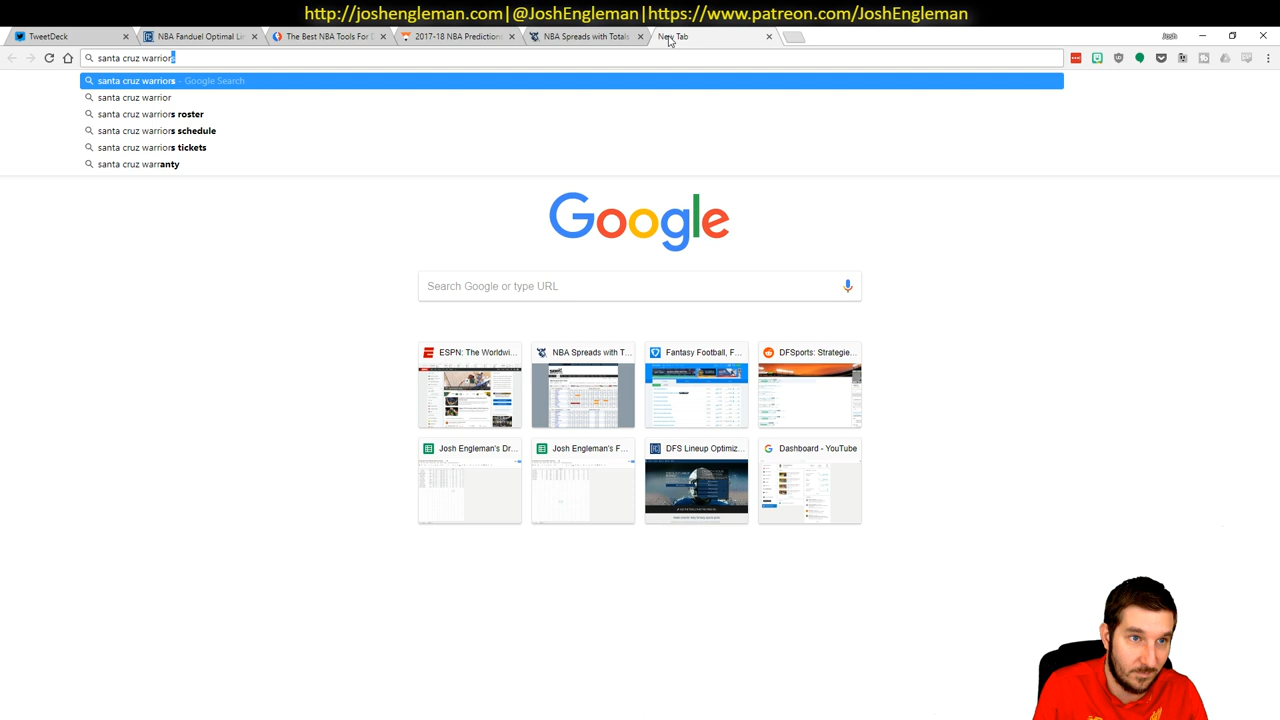 http://joshengleman.com|@JoshEngleman|https://www.patreon.com/JoshEngleman
TweetDeck
NBA Fanduel Optimal Lin
The Best NBA Tools For D
2017-18 NBA Predictions
NBA Spreads with Totals
New Tab
Josh
santa cruz warriors
santa cruz warriors - Google Search
santa cruz warrior
santa cruz warriors roster
santa cruz warriors schedule
santa cruz warriors tickets
santa cruz warranty
Google
Search Google or type URL
ESPN: The Worldwi...
NBA Spreads with T...
Fantasy Football, F...
DFSports: Strategie...
Josh Engleman's Dr...
Josh Engleman's F...
DFS Lineup Optimiz...
Dashboard - YouTube